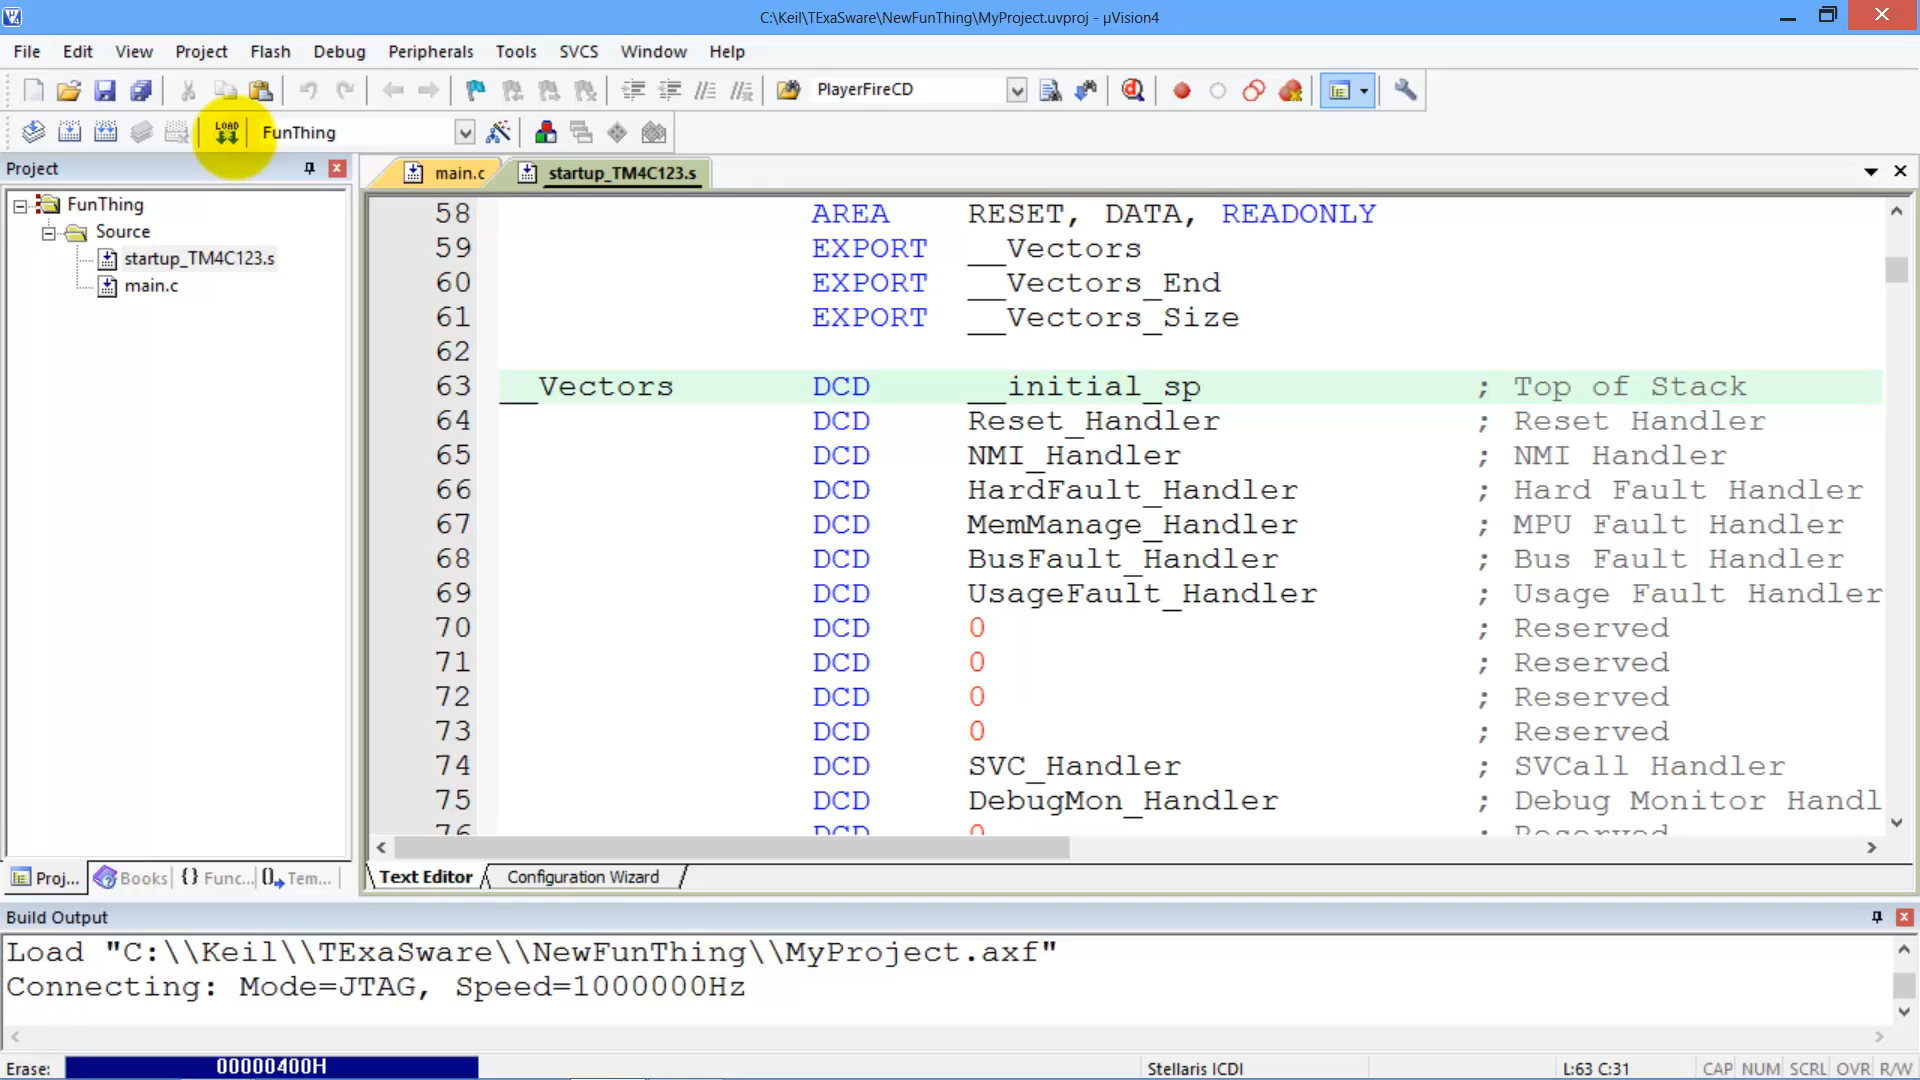 C:\Keil\TExaSware\NewFunThing\MyProject.uvproj - µVision4
File Edit View Project Flash Debug Peripherals Tools SVCS Window Help
PlayerFireCD
LOAD FunThing
Project
main.c startup_TM4C123.s
FunThing
Source
startup_TM4C123.s
main.c
58 AREA RESET, DATA, READONLY
59 EXPORT __Vectors
60 EXPORT __Vectors_End
61 EXPORT __Vectors_Size
62
63 __Vectors DCD __initial_sp ; Top of Stack
64 DCD Reset_Handler ; Reset Handler
65 DCD NMI_Handler ; NMI Handler
66 DCD HardFault_Handler ; Hard Fault Handler
67 DCD MemManage_Handler ; MPU Fault Handler
68 DCD BusFault_Handler ; Bus Fault Handler
69 DCD UsageFault_Handler ; Usage Fault Handler
70 DCD 0 ; Reserved
71 DCD 0 ; Reserved
72 DCD 0 ; Reserved
73 DCD 0 ; Reserved
74 DCD SVC_Handler ; SVCall Handler
75 DCD DebugMon_Handler ; Debug Monitor Handl
76 DCD 0 ; Reserved
Proj... Books {} Func... Tem...
Text Editor Configuration Wizard
Build Output
Load "C:\\Keil\\TExaSware\\NewFunThing\\MyProject.axf"
Connecting: Mode=JTAG, Speed=1000000Hz
Erase: 00000400H Stellaris ICDI L:63 C:31 CAP NUM SCRL OVR R/W